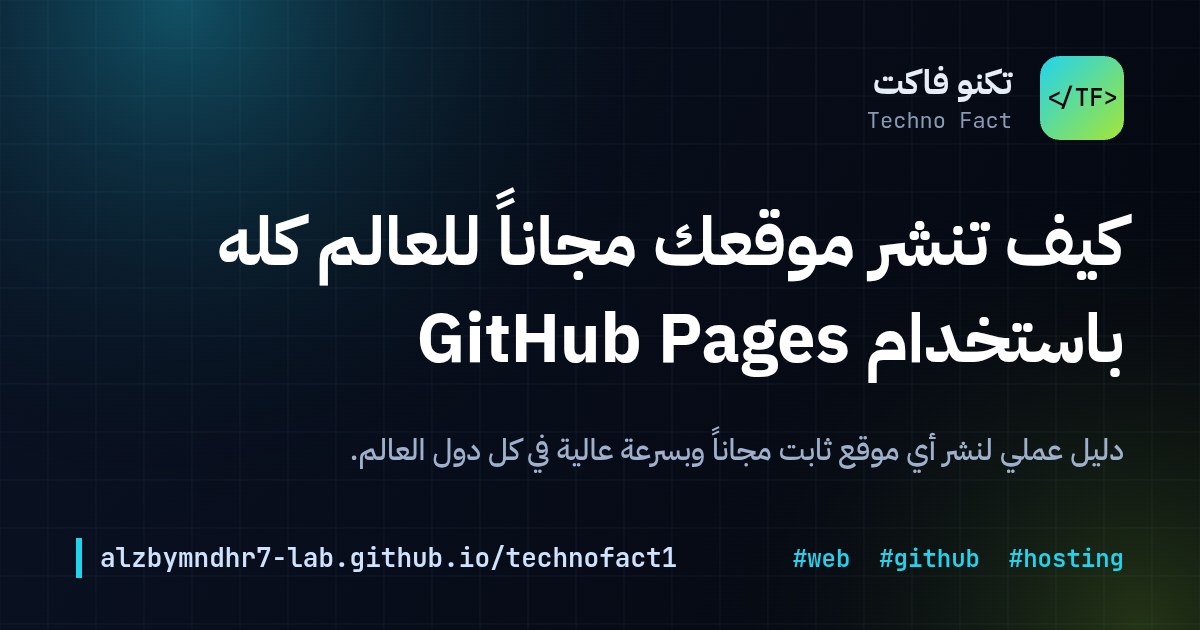 تكنو فاكت
Techno Fact
</TF>
كيف تنشر موقعك مجاناً للعالم كله
باستخدام GitHub Pages
دليل عملي لنشر أي موقع ثابت مجاناً وبسرعة عالية في كل دول العالم.
alzbymndhr7-lab.github.io/technofact1
#web #github #hosting